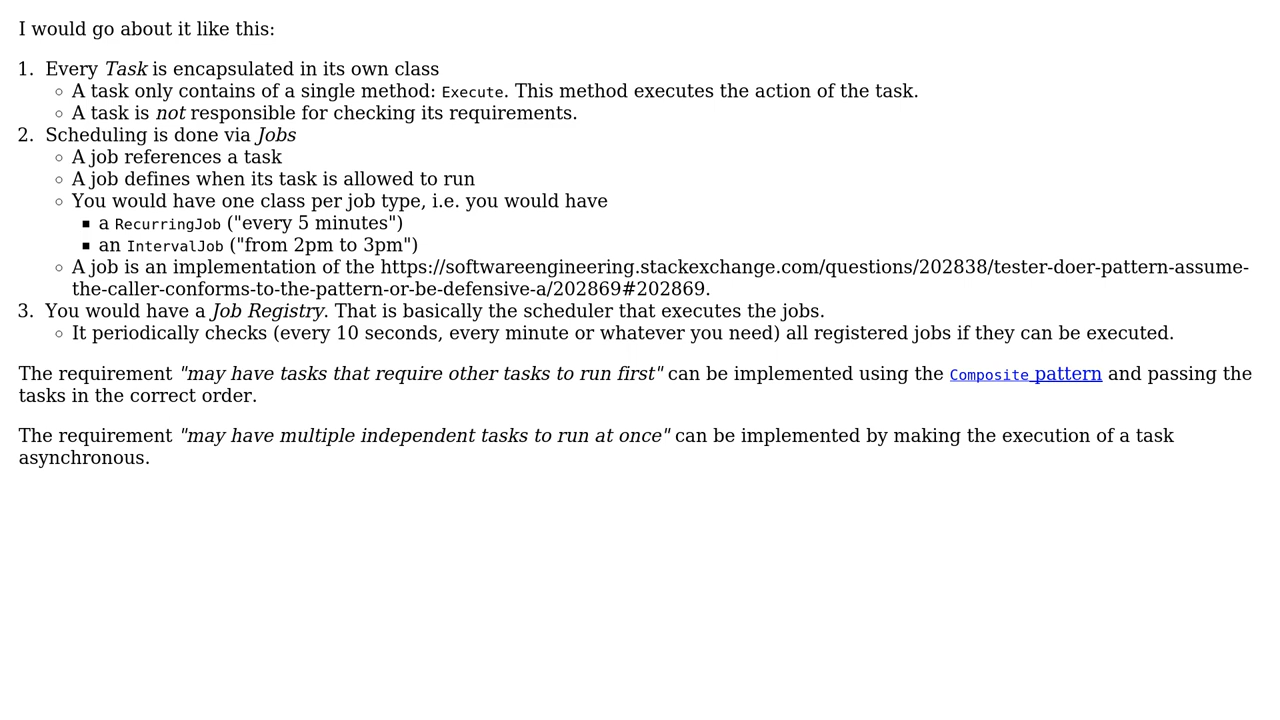 I would go about it like this:
1. Every Task is encapsulated in its own class
◦ A task only contains of a single method: Execute. This method executes the action of the task.
◦ A task is not responsible for checking its requirements.
2. Scheduling is done via Jobs
◦ A job references a task
◦ A job defines when its task is allowed to run
◦ You would have one class per job type, i.e. you would have
▪ a RecurringJob ("every 5 minutes")
▪ an IntervalJob ("from 2pm to 3pm")
◦ A job is an implementation of the https://softwareengineering.stackexchange.com/questions/202838/tester-doer-pattern-assume-
the-caller-conforms-to-the-pattern-or-be-defensive-a/202869#202869.
3. You would have a Job Registry. That is basically the scheduler that executes the jobs.
◦ It periodically checks (every 10 seconds, every minute or whatever you need) all registered jobs if they can be executed.
The requirement "may have tasks that require other tasks to run first" can be implemented using the Composite pattern and passing the
tasks in the correct order.
The requirement "may have multiple independent tasks to run at once" can be implemented by making the execution of a task
asynchronous.